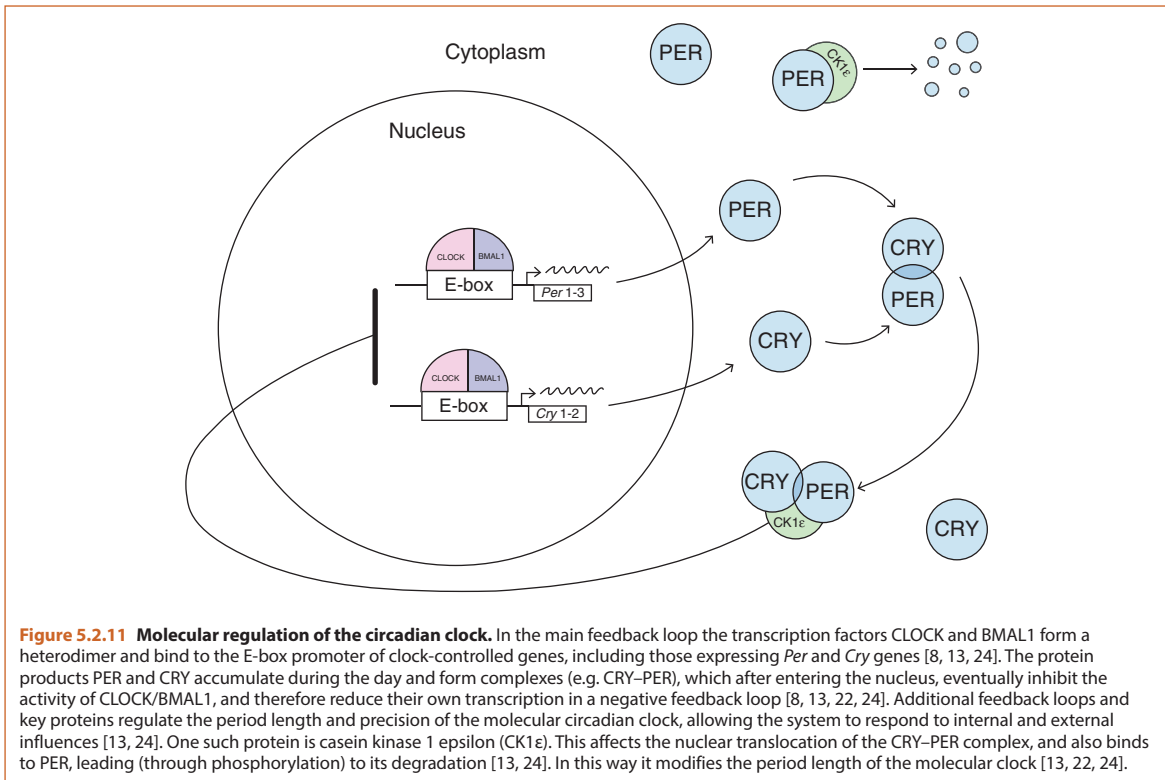 Cytoplasm
PER
PER
CK1ε
Nucleus
PER
CRY
PER
CLOCK BMAL1
E-box
Per 1-3
CRY
CLOCK BMAL1
E-box
Cry 1-2
CRY PER
CK1ε
CRY
Figure 5.2.11 Molecular regulation of the circadian clock. In the main feedback loop the transcription factors CLOCK and BMAL1 form a
heterodimer and bind to the E-box promoter of clock-controlled genes, including those expressing Per and Cry genes [8, 13, 24]. The protein
products PER and CRY accumulate during the day and form complexes (e.g. CRY–PER), which after entering the nucleus, eventually inhibit the
activity of CLOCK/BMAL1, and therefore reduce their own transcription in a negative feedback loop [8, 13, 22, 24]. Additional feedback loops and
key proteins regulate the period length and precision of the molecular circadian clock, allowing the system to respond to internal and external
influences [13, 24]. One such protein is casein kinase 1 epsilon (CK1ε). This affects the nuclear translocation of the CRY–PER complex, and also binds
to PER, leading (through phosphorylation) to its degradation [13, 24]. In this way it modifies the period length of the molecular clock [13, 22, 24].